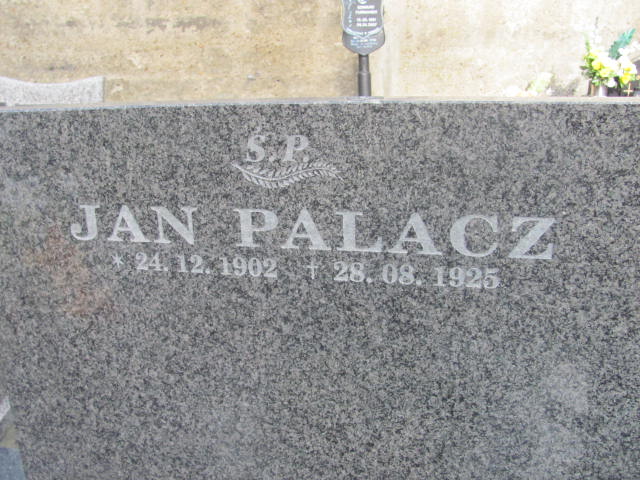 Ś.P.
JAN PALACZ
* 24. 12. 1902 † 28. 08. 1925